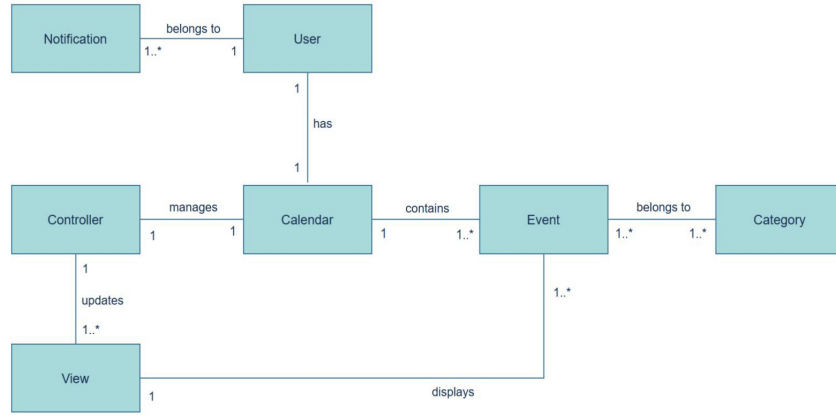 Notification
belongs to
User
1..*
1
1
has
1
Controller
manages
Calendar
contains
Event
belongs to
Category
1
1
1
1..*
1..*
1..*
1
updates
1..*
1..*
View
1
displays